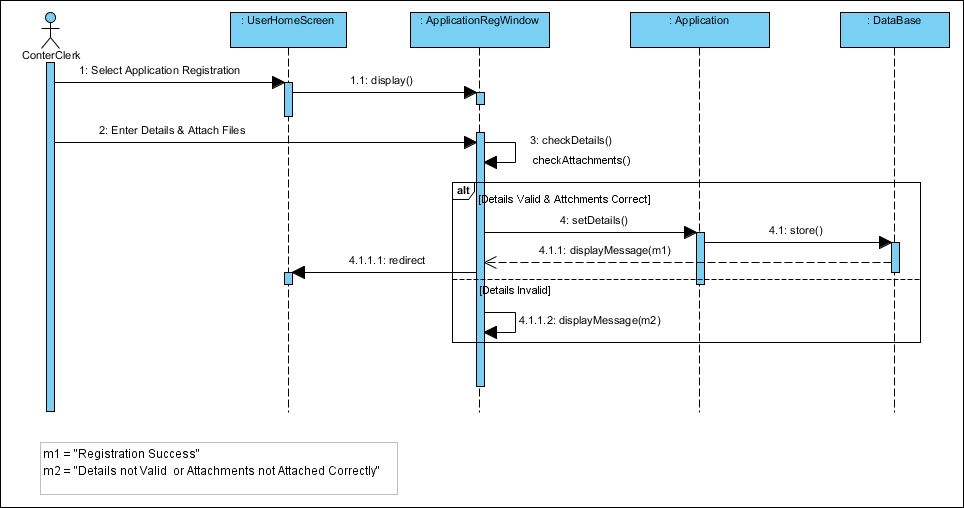 : UserHomeScreen
: ApplicationRegWindow
: Application
: DataBase
ConterClerk
1: Select Application Registration
1.1: display()
2: Enter Details & Attach Files
3: checkDetails()
checkAttachments()
alt
[Details Valid & Attchments Correct]
4: setDetails()
4.1: store()
4.1.1: displayMessage(m1)
4.1.1.1: redirect
[Details Invalid]
4.1.1.2: displayMessage(m2)
m1 = "Registration Success"
m2 = "Details not Valid or Attachments not Attached Correctly"